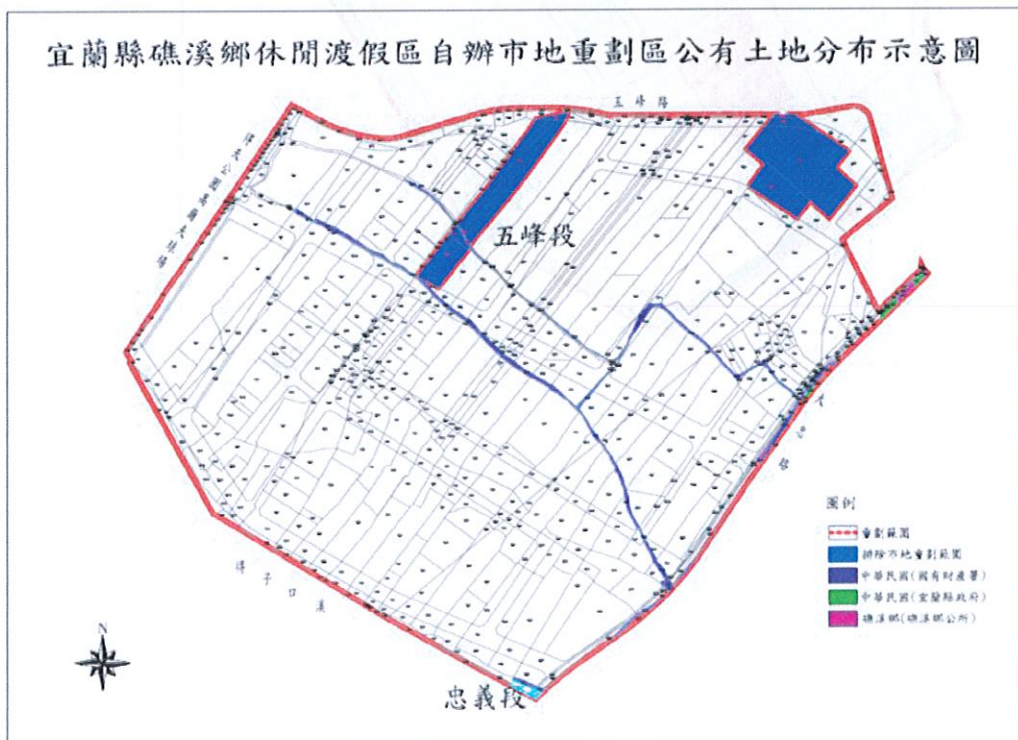 宜蘭縣礁溪鄉休閒渡假區自辦市地重劃區公有土地分布示意圖
五峰路
五峰段
得子口溪
忠義段
N
圖例
重劃範圍
排除市地重劃範圍
中華民國(國有財產署)
中華民國(宜蘭縣政府)
礁溪鄉(礁溪鄉公所)